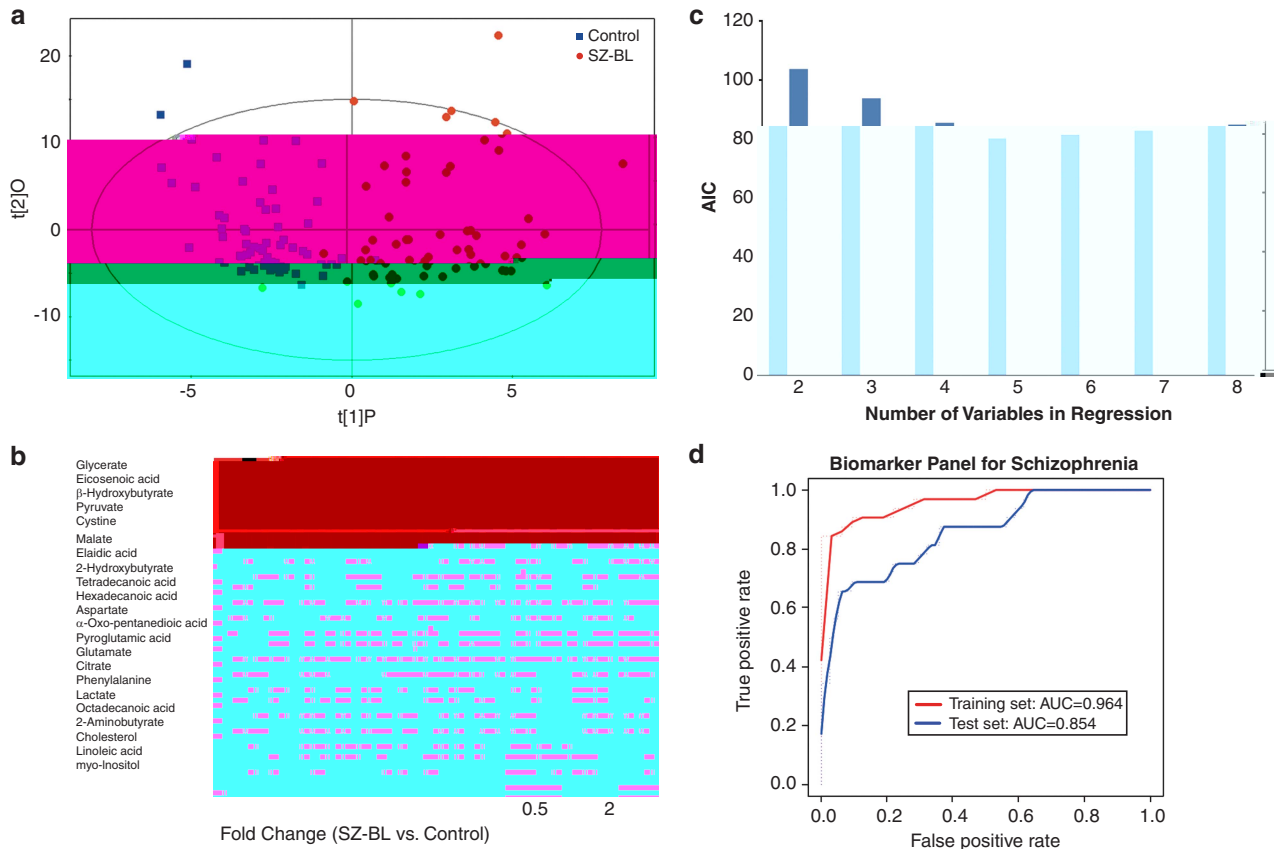 a
Control
SZ-BL
20
10
0
-10
t[2]O
-5
0
5
t[1]P
b
Glycerate
Eicosenoic acid
β-Hydroxybutyrate
Pyruvate
Cystine
Malate
Elaidic acid
2-Hydroxybutyrate
Tetradecanoic acid
Hexadecanoic acid
Aspartate
α-Oxo-pentanedioic acid
Pyroglutamic acid
Glutamate
Citrate
Phenylalanine
Lactate
Octadecanoic acid
2-Aminobutyrate
Cholesterol
Linoleic acid
myo-Inositol
0.5 2
Fold Change (SZ-BL vs. Control)
c
120
100
80
60
40
20
0
AIC
2 3 4 5 6 7 8
Number of Variables in Regression
d
Biomarker Panel for Schizophrenia
1.0
0.8
0.6
0.4
0.2
0.0
True positive rate
Training set: AUC=0.964
Test set: AUC=0.854
0.0 0.2 0.4 0.6 0.8 1.0
False positive rate